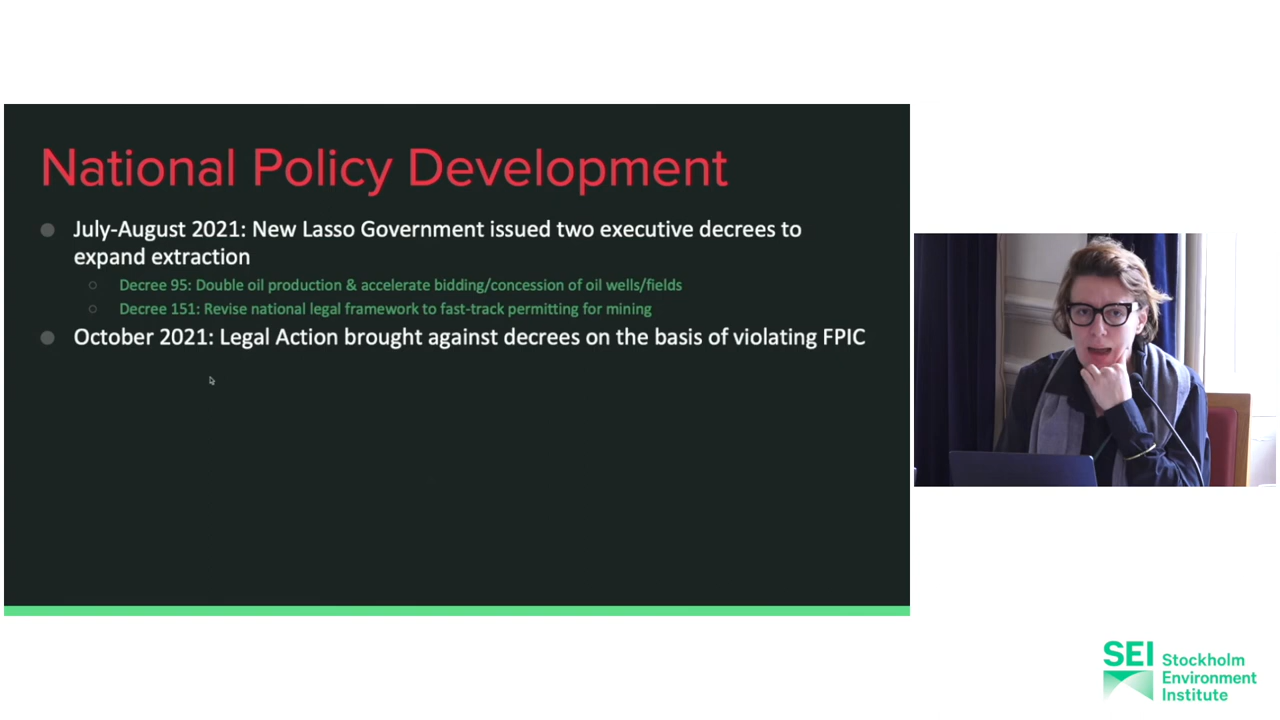 National Policy Development
July-August 2021: New Lasso Government issued two executive decrees to
expand extraction
Decree 95: Double oil production & accelerate bidding/concession of oil wells/fields
Decree 151: Revise national legal framework to fast-track permitting for mining
October 2021: Legal Action brought against decrees on the basis of violating FPIC
SEI Stockholm
Environment
Institute